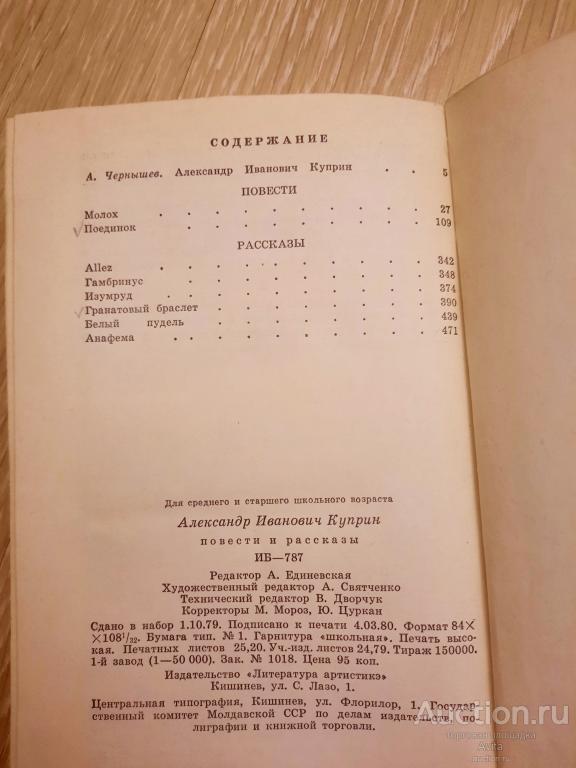 СОДЕРЖАНИЕ
А. Чернышев. Александр Иванович Куприн . . 5
ПОВЕСТИ
Молох . . . . . . . . . . 27
Поединок . . . . . . . . . 109
РАССКАЗЫ
Allez . . . . . . . . . . 342
Гамбринус . . . . . . . . . 348
Изумруд . . . . . . . . . 374
Гранатовый браслет . . . . . . . 390
Белый пудель . . . . . . . . 439
Анафема . . . . . . . . . 471
Для среднего и старшего школьного возраста
Александр Иванович Куприн
повести и рассказы
ИБ—787
Редактор А. Единевская
Художественный редактор А. Святченко
Технический редактор В. Дворчук
Корректоры М. Мороз, Ю. Цуркан
Сдано в набор 1.10.79. Подписано к печати 4.03.80. Формат 84×
×108¹/₃₂. Бумага тип. №1. Гарнитура «школьная». Печать высо-
кая. Печатных листов 25,20. Уч.-изд. листов 24,79. Тираж 150000.
1-й завод (1—50 000). Зак. № 1018. Цена 95 коп.
Издательство «Литература артистикэ»
Кишинев, ул. С. Лазо, 1.
Центральная типография, Кишинев, ул. Флорилор, 1. Государ-
ственный комитет Молдавской ССР по делам издательств, по-
лиграфии и книжной торговли.
Auction.ru
торговая площадка